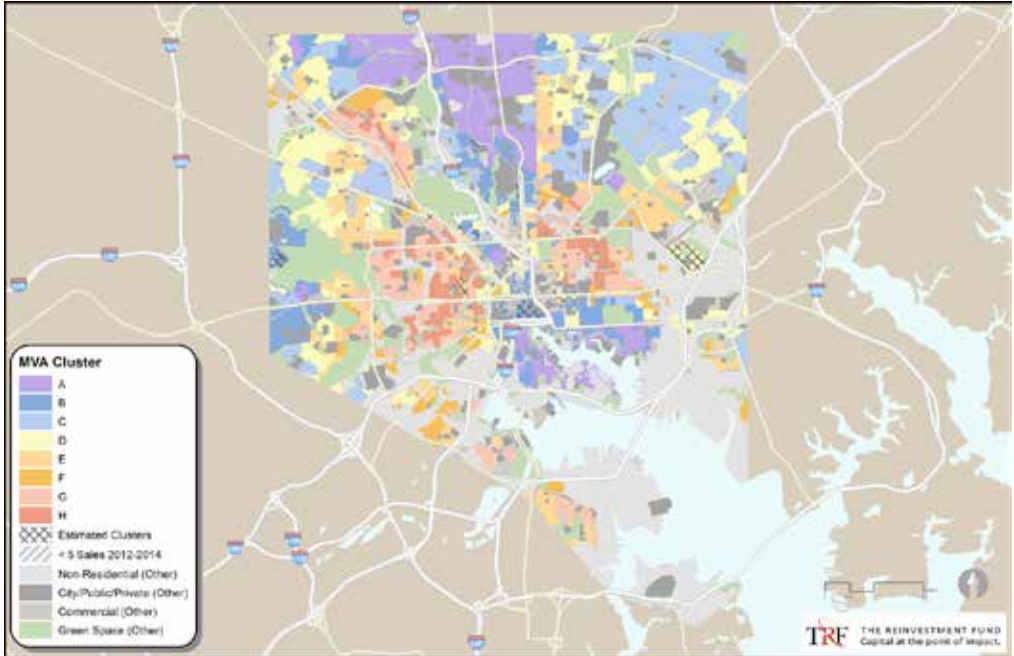 MVA Cluster
A
B
C
D
E
F
G
H
Estimated Clusters
< 5 Sales 2012-2014
Non-Residential (Other)
City/Public/Private (Other)
Commercial (Other)
Green Space (Other)
TRF THE REINVESTMENT FUND
Capital at the point of impact.